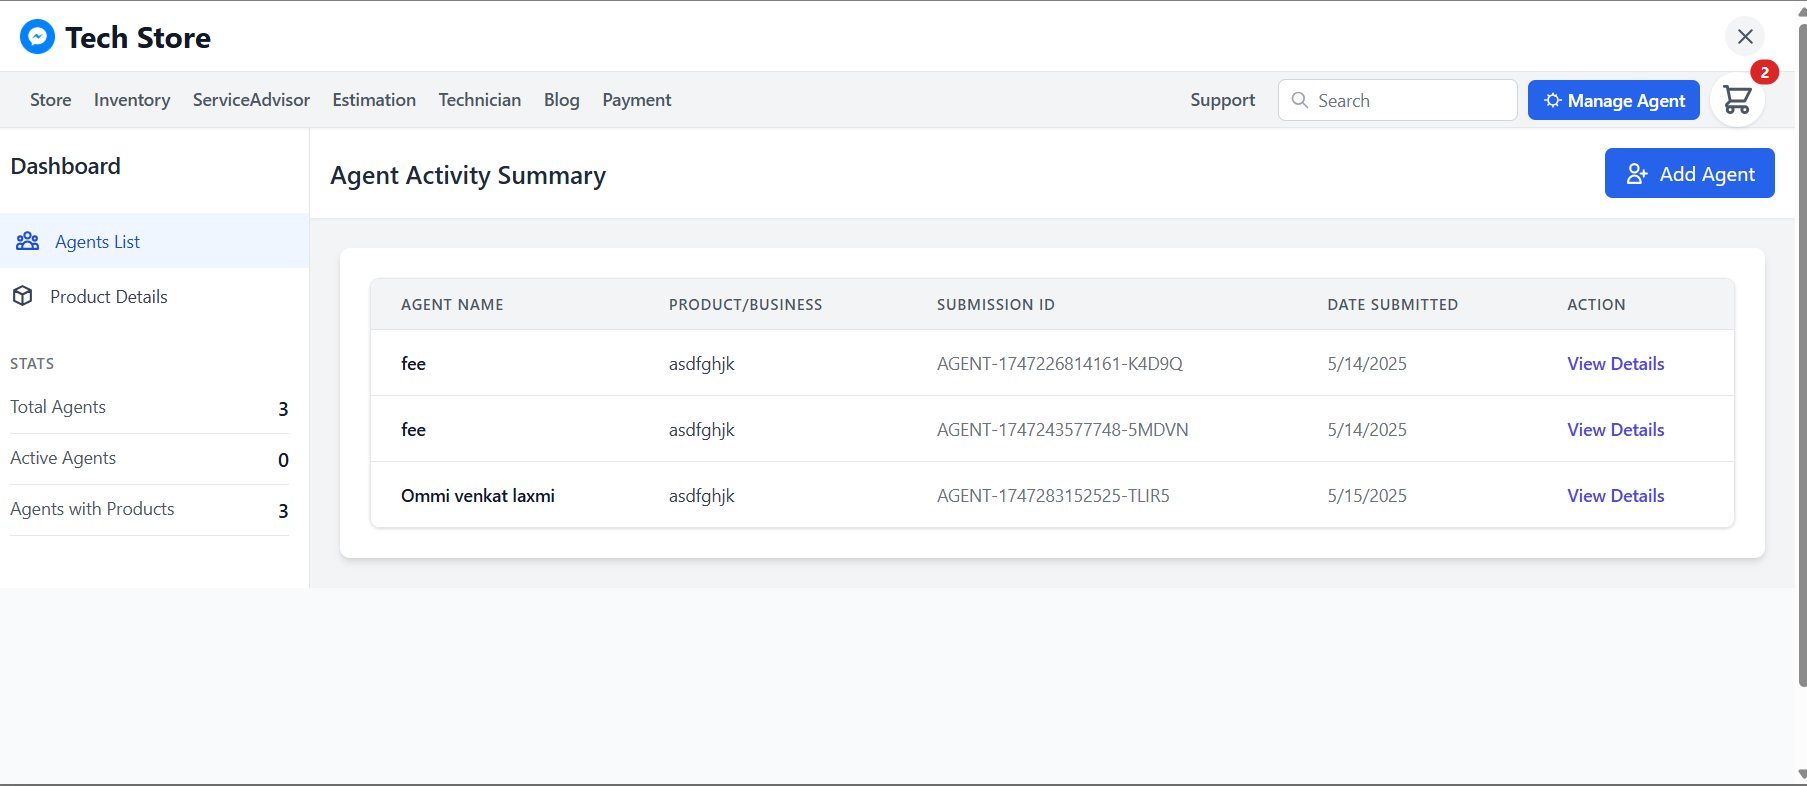 Tech Store
2
Store Inventory ServiceAdvisor Estimation Technician Blog Payment Support Search Manage Agent
Dashboard
Agent Activity Summary
Add Agent
Agents List
Product Details
STATS
Total Agents 3
Active Agents 0
Agents with Products 3
AGENT NAME PRODUCT/BUSINESS SUBMISSION ID DATE SUBMITTED ACTION
fee asdfghjk AGENT-1747226814161-K4D9Q 5/14/2025 View Details
fee asdfghjk AGENT-1747243577748-5MDVN 5/14/2025 View Details
Ommi venkat laxmi asdfghjk AGENT-1747283152525-TLIR5 5/15/2025 View Details